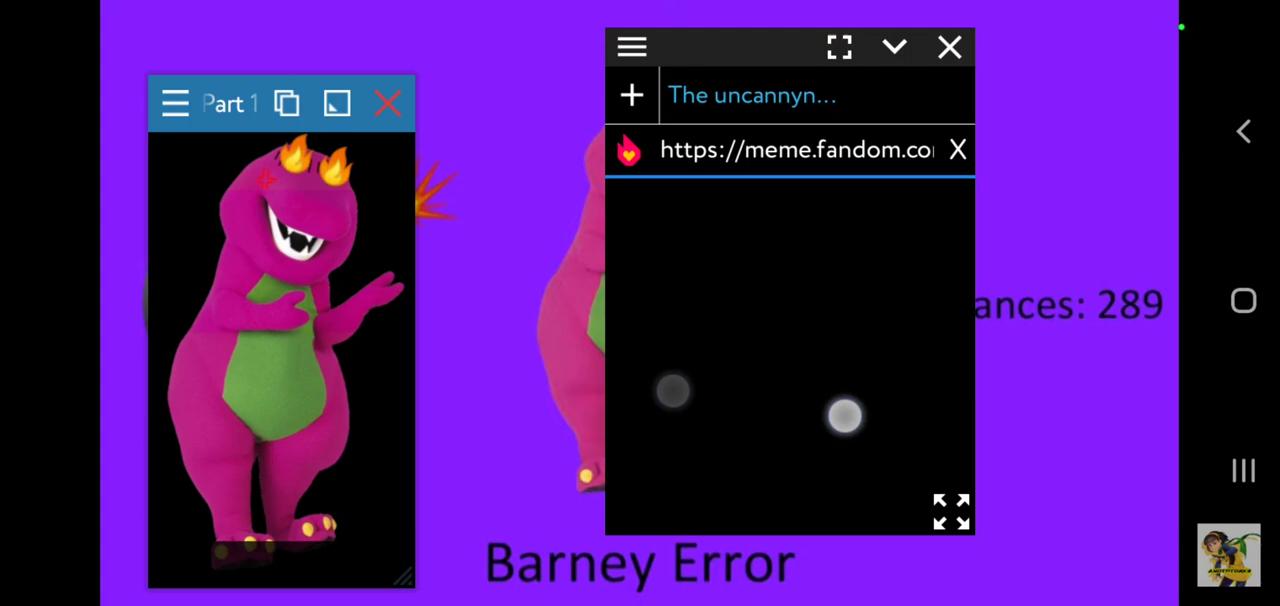 Part 1
The uncannyn...
https://meme.fandom.co
ances: 289
Barney Error